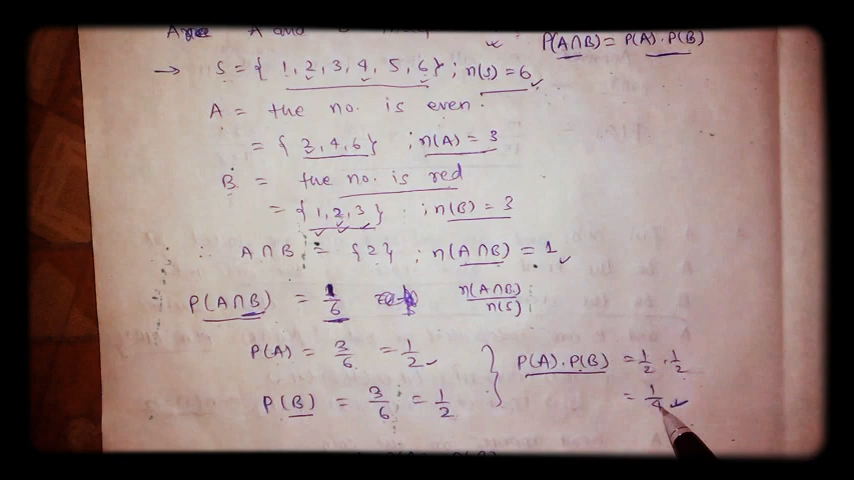 A and
P(A∩B) = P(A) . P(B)
→ S = { 1, 2, 3, 4, 5, 6 } ; n(S) = 6
A = the no. is even.
= { 2, 4, 6 } ; n(A) = 3
B = the no. is red
= { 1, 2, 3 } ; n(B) = 3
∴ A∩B = { 2 } ; n(A∩B) = 1
P(A∩B) = 1/6 n(A∩B)/n(S)
P(A) = 3/6 = 1/2
P(A) . P(B) = 1/2 . 1/2
P(B) = 3/6 = 1/2
= 1/4